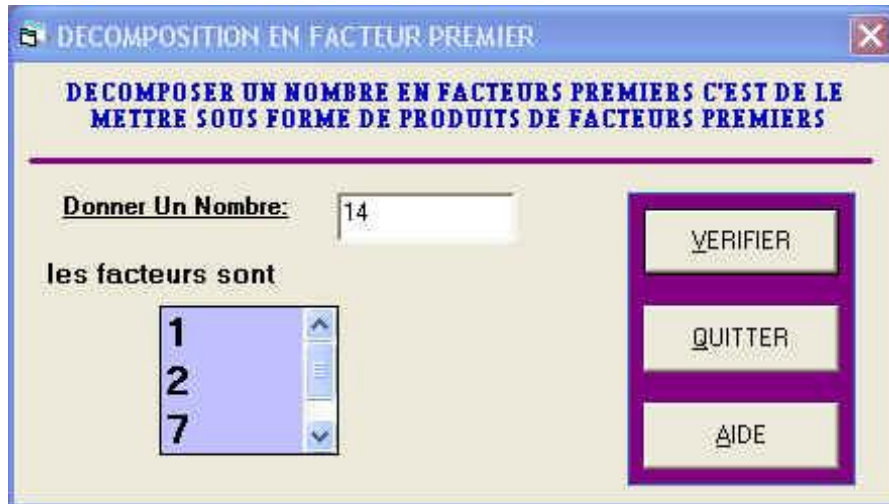 DECOMPOSITION EN FACTEUR PREMIER
DECOMPOSER UN NOMBRE EN FACTEURS PREMIERS C'EST DE LE
METTRE SOUS FORME DE PRODUITS DE FACTEURS PREMIERS
Donner Un Nombre:
14
VERIFIER
les facteurs sont
1
2
7
QUITTER
AIDE